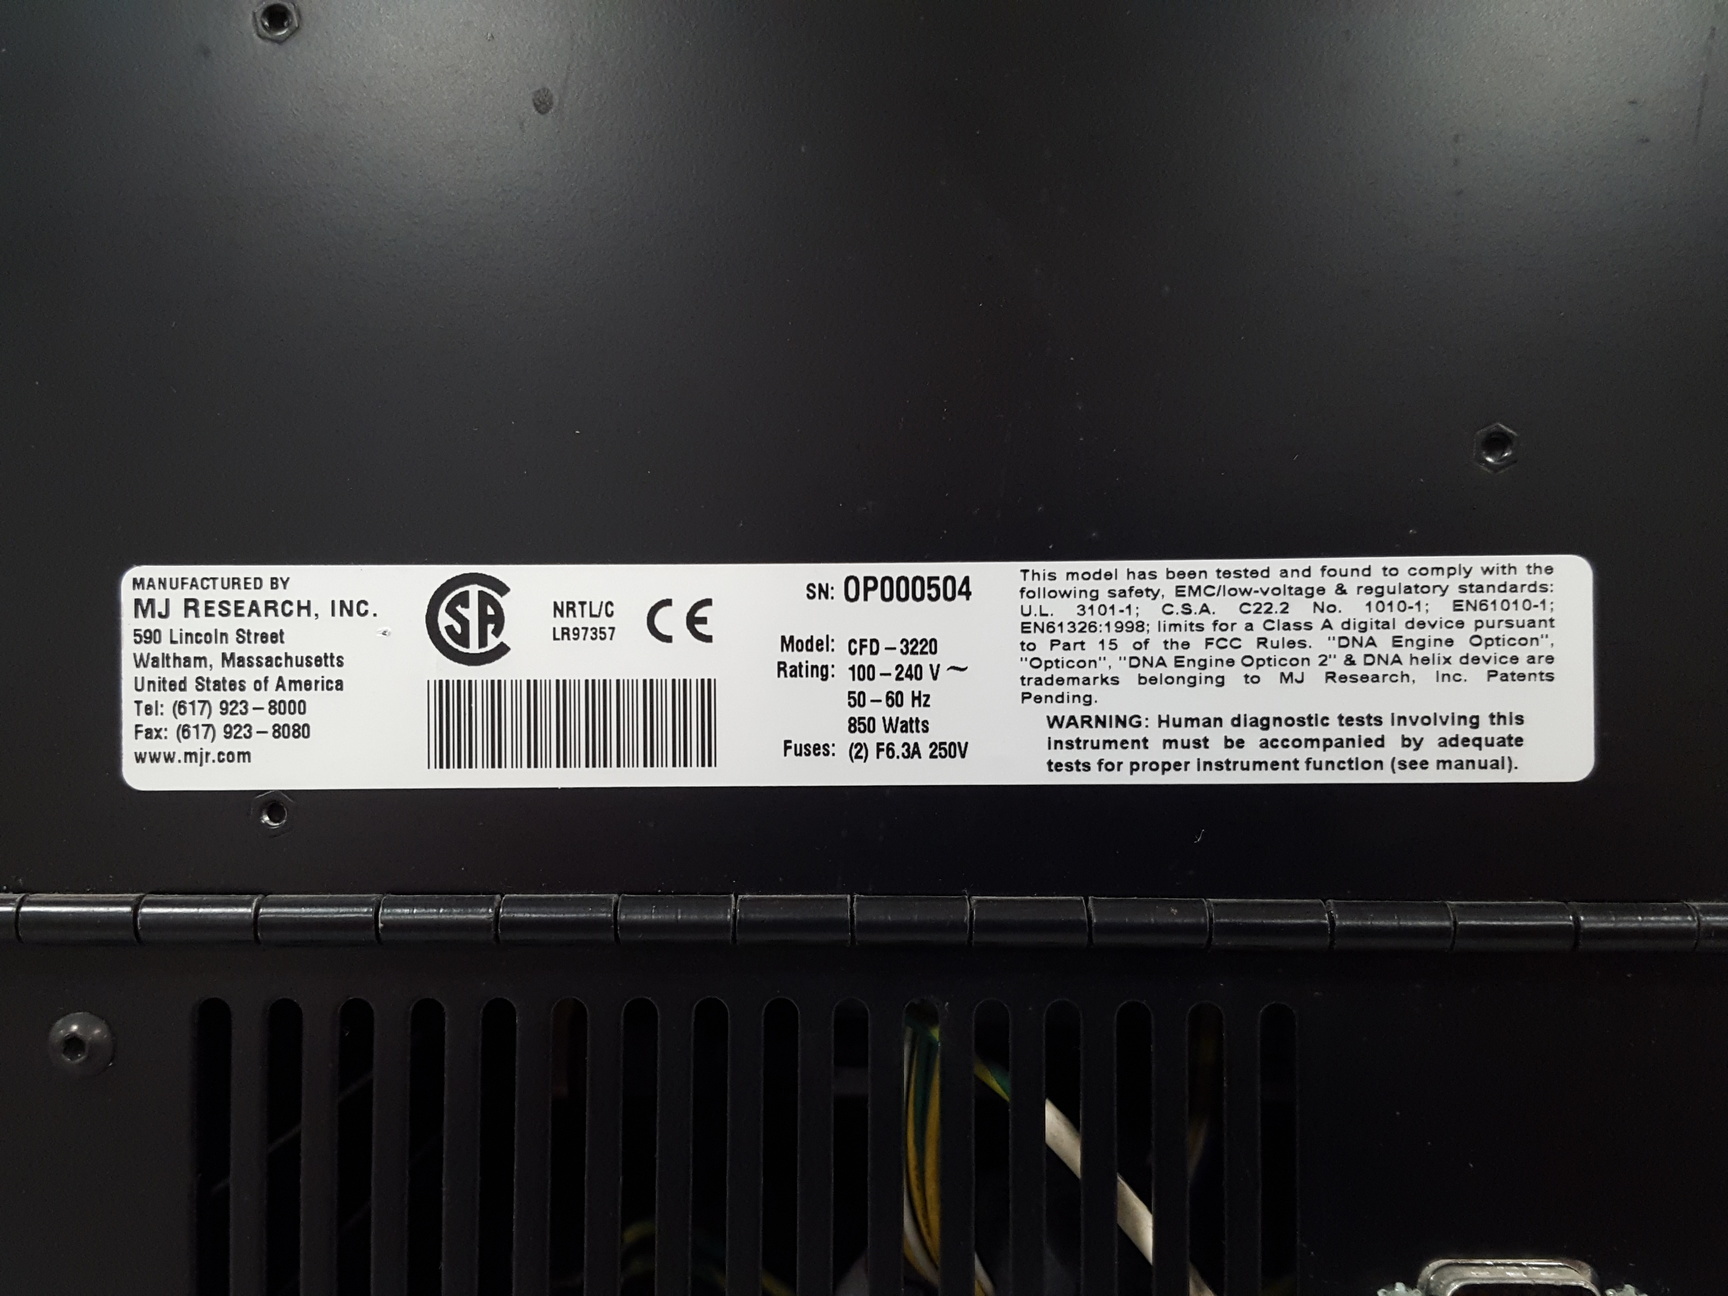 MANUFACTURED BY
MJ RESEARCH, INC.
590 Lincoln Street
Waltham, Massachusetts
United States of America
Tel: (617) 923-8000
Fax: (617) 923-8080
www.mjr.com
CSA
NRTL/C
LR97357
CE
SN: OP000504
Model: CFD-3220
Rating: 100-240 V ~
50-60 Hz
850 Watts
Fuses: (2) F6.3A 250V
This model has been tested and found to comply with the
following safety, EMC/low-voltage & regulatory standards:
U.L. 3101-1; C.S.A. C22.2 No. 1010-1; EN61010-1;
EN61326:1998; limits for a Class A digital device pursuant
to Part 15 of the FCC Rules. "DNA Engine Opticon",
"Opticon", "DNA Engine Opticon 2" & DNA helix device are
trademarks belonging to MJ Research, Inc. Patents
Pending.
WARNING: Human diagnostic tests involving this
instrument must be accompanied by adequate
tests for proper instrument function (see manual).